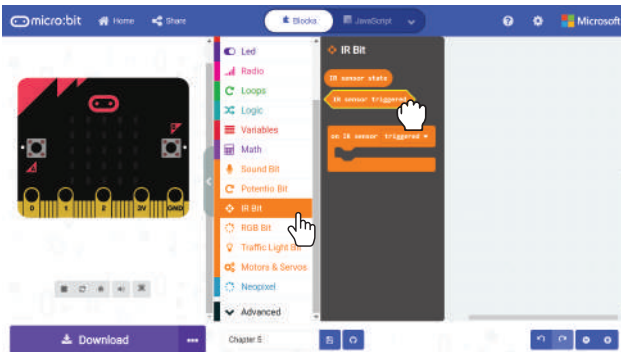 micro:bit Home Share Blocks JavaScript Microsoft
Led
Radio
Loops
Logic
Variables
Math
Sound Bit
Potentio Bit
IR Bit
RGB Bit
Traffic Light Bit
Motors & Servos
Neopixel
Advanced
IR Bit
IR sensor state
IR sensor triggered
on IR sensor triggered
0 1 2 3V GND
Download
Chapter 5